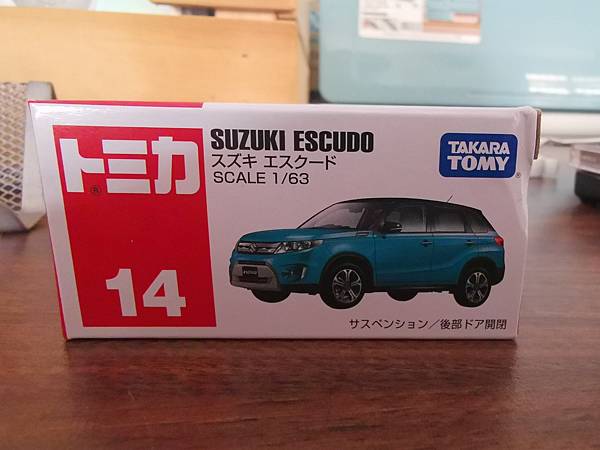 トミカ
®
14
SUZUKI ESCUDO
スズキ エスクード
SCALE 1/63
TAKARA
TOMY
®
サスペンション／後部ドア開閉